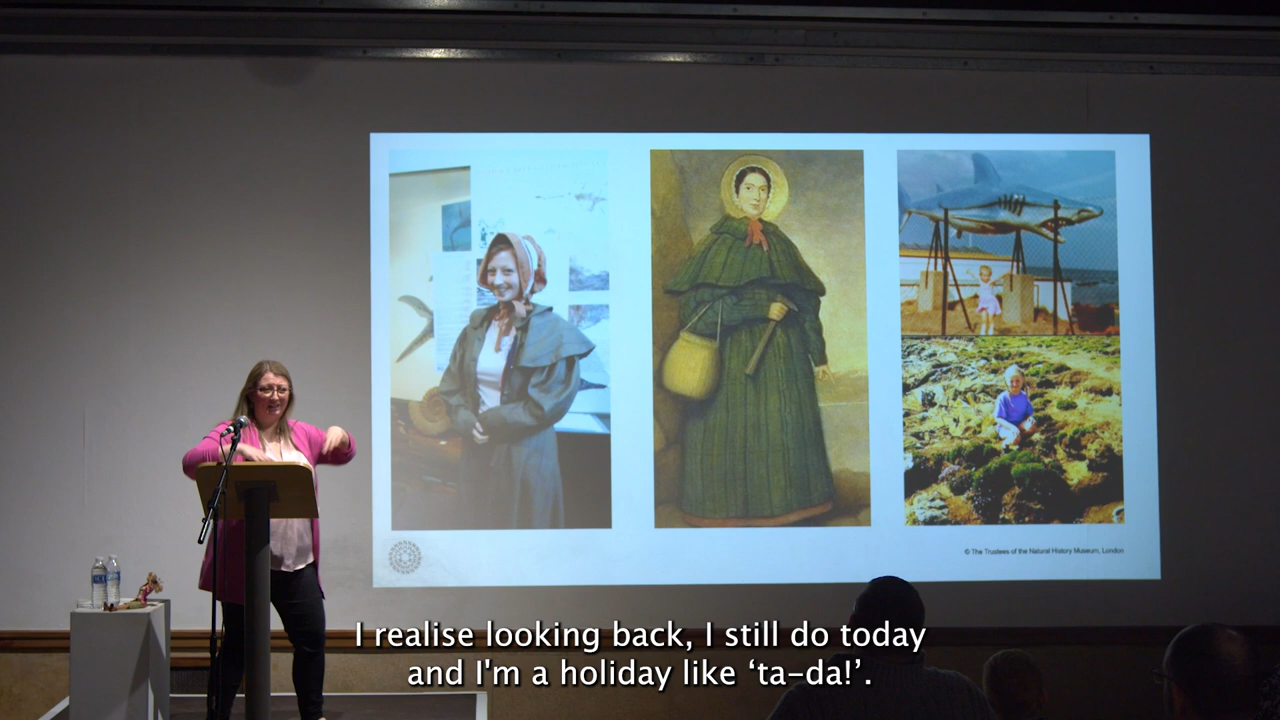 © The Trustees of the Natural History Museum, London
I realise looking back, I still do today
and I'm a holiday like ‘ta-da!’.